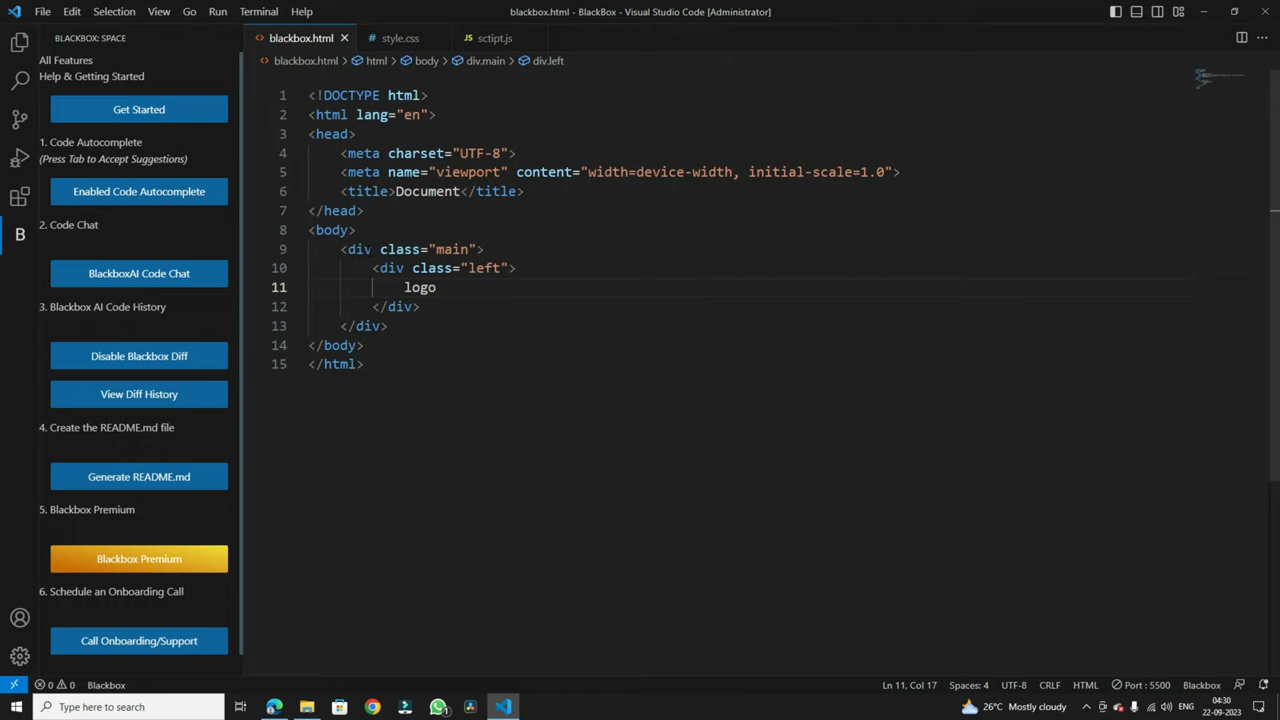 File Edit Selection View Go Run Terminal Help
blackbox.html - BlackBox - Visual Studio Code [Administrator]
BLACKBOX: SPACE
All Features
Help & Getting Started
Get Started
1. Code Autocomplete
(Press Tab to Accept Suggestions)
Enabled Code Autocomplete
2. Code Chat
BlackboxAI Code Chat
3. Blackbox AI Code History
Disable Blackbox Diff
View Diff History
4. Create the README.md file
Generate README.md
5. Blackbox Premium
Blackbox Premium
6. Schedule an Onboarding Call
Call Onboarding/Support
blackbox.html style.css sctipt.js
blackbox.html > html > body > div.main > div.left
1 <!DOCTYPE html>
2 <html lang="en">
3 <head>
4 <meta charset="UTF-8">
5 <meta name="viewport" content="width=device-width, initial-scale=1.0">
6 <title>Document</title>
7 </head>
8 <body>
9 <div class="main">
10 <div class="left">
11 logo
12 </div>
13 </div>
14 </body>
15 </html>
0 0 Blackbox
Ln 11, Col 17 Spaces: 4 UTF-8 CRLF HTML Port : 5500 Blackbox
Type here to search
26°C Mostly cloudy
04:30
22-09-2023